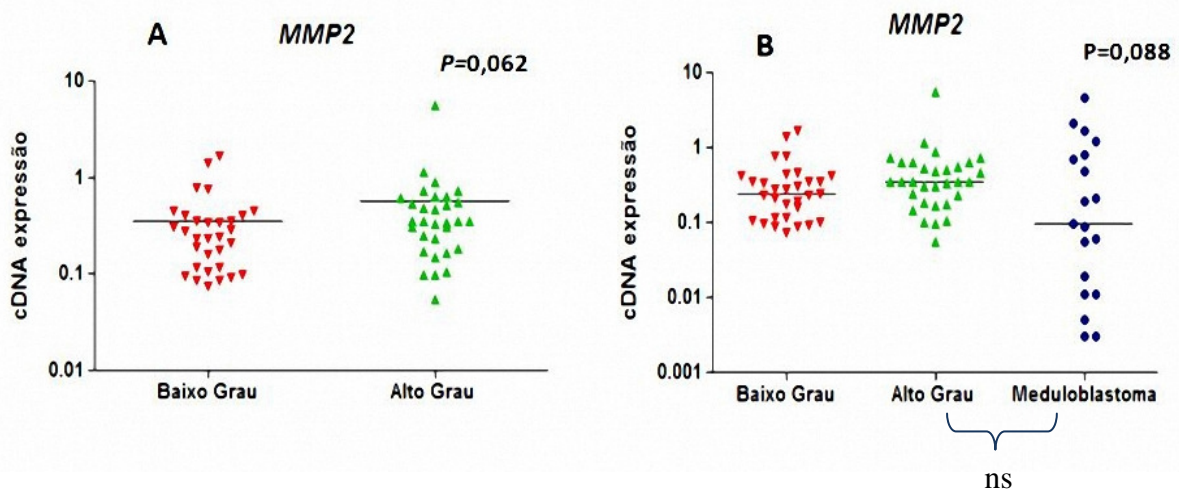 A
MMP2
P=0,062
cDNA expressão
10
1
0.1
0.01
Baixo Grau
Alto Grau
B
MMP2
P=0,088
cDNA expressão
10
1
0.1
0.01
0.001
Baixo Grau
Alto Grau
Meduloblastoma
ns